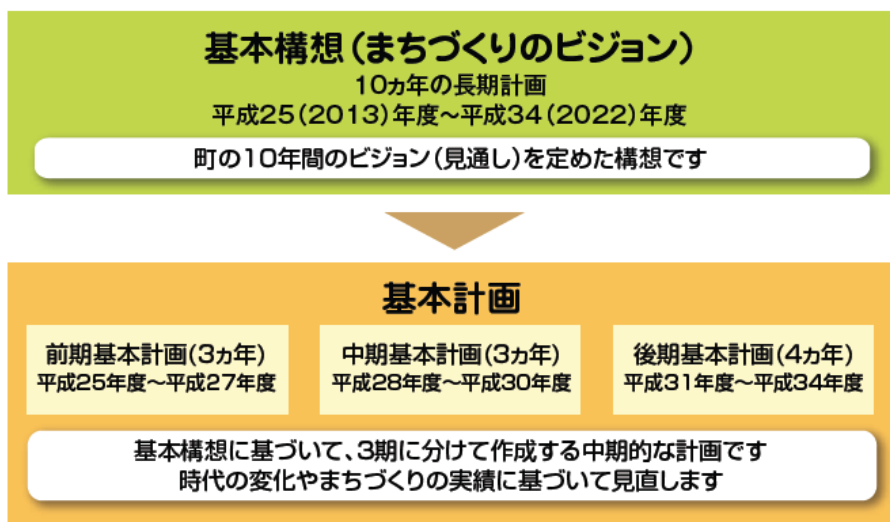 基本構想(まちづくりのビジョン)
10ヵ年の長期計画
平成25(2013)年度～平成34(2022)年度
町の10年間のビジョン(見通し)を定めた構想です
基本計画
前期基本計画(3ヵ年)
平成25年度～平成27年度
中期基本計画(3ヵ年)
平成28年度～平成30年度
後期基本計画(4ヵ年)
平成31年度～平成34年度
基本構想に基づいて、3期に分けて作成する中期的な計画です
時代の変化やまちづくりの実績に基づいて見直します